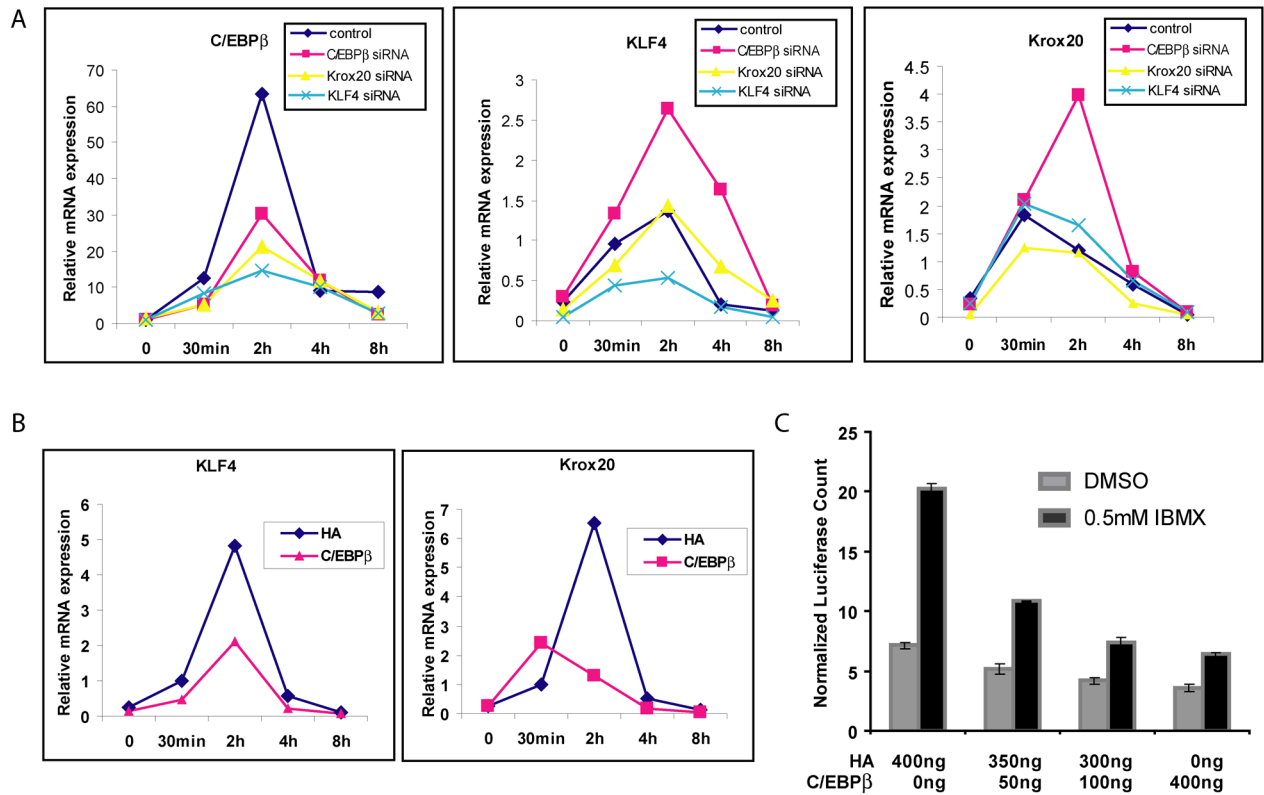 A
C/EBPβ
control
C/EBPβ siRNA
Krox20 siRNA
KLF4 siRNA
Relative mRNA expression
70
60
50
40
30
20
10
0
0 30min 2h 4h 8h
KLF4
control
C/EBPβ siRNA
Krox20 siRNA
KLF4 siRNA
Relative mRNA expression
3
2.5
2
1.5
1
0.5
0
0 30min 2h 4h 8h
Krox20
control
C/EBPβ siRNA
Krox20 siRNA
KLF4 siRNA
Relative mRNA expression
4.5
4
3.5
3
2.5
2
1.5
1
0.5
0
0 30min 2h 4h 8h
B
KLF4
HA
C/EBPβ
Relative mRNA expression
6
5
4
3
2
1
0
0 30min 2h 4h 8h
Krox20
HA
C/EBPβ
Relative mRNA expression
7
6
5
4
3
2
1
0
0 30min 2h 4h 8h
C
DMSO
0.5mM IBMX
Normalized Luciferase Count
25
20
15
10
5
0
HA 400ng 350ng 300ng 0ng
C/EBPβ 0ng 50ng 100ng 400ng